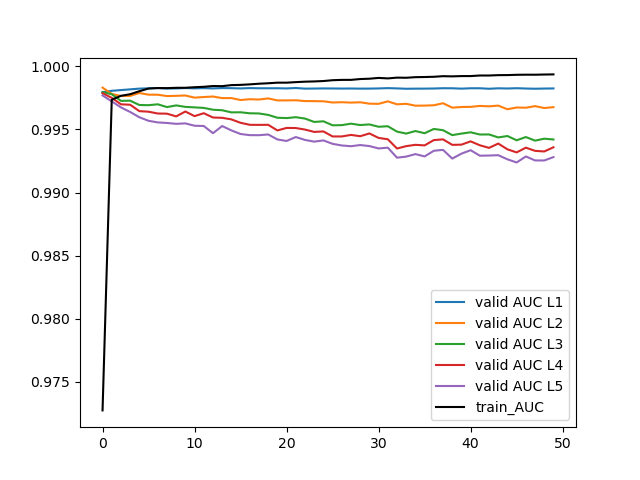 1.000
0.995
0.990
0.985
0.980
0.975
0
10
20
30
40
50
valid AUC L1
valid AUC L2
valid AUC L3
valid AUC L4
valid AUC L5
train_AUC